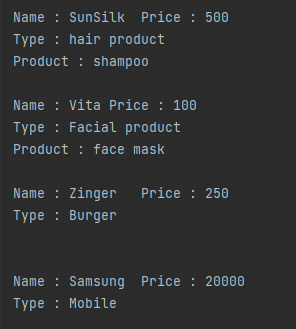 Name : SunSilk  Price : 500
Type : hair product
Product : shampoo
Name : Vita Price : 100
Type : Facial product
Product : face mask
Name : Zinger   Price : 250
Type : Burger
Name : Samsung  Price : 20000
Type : Mobile